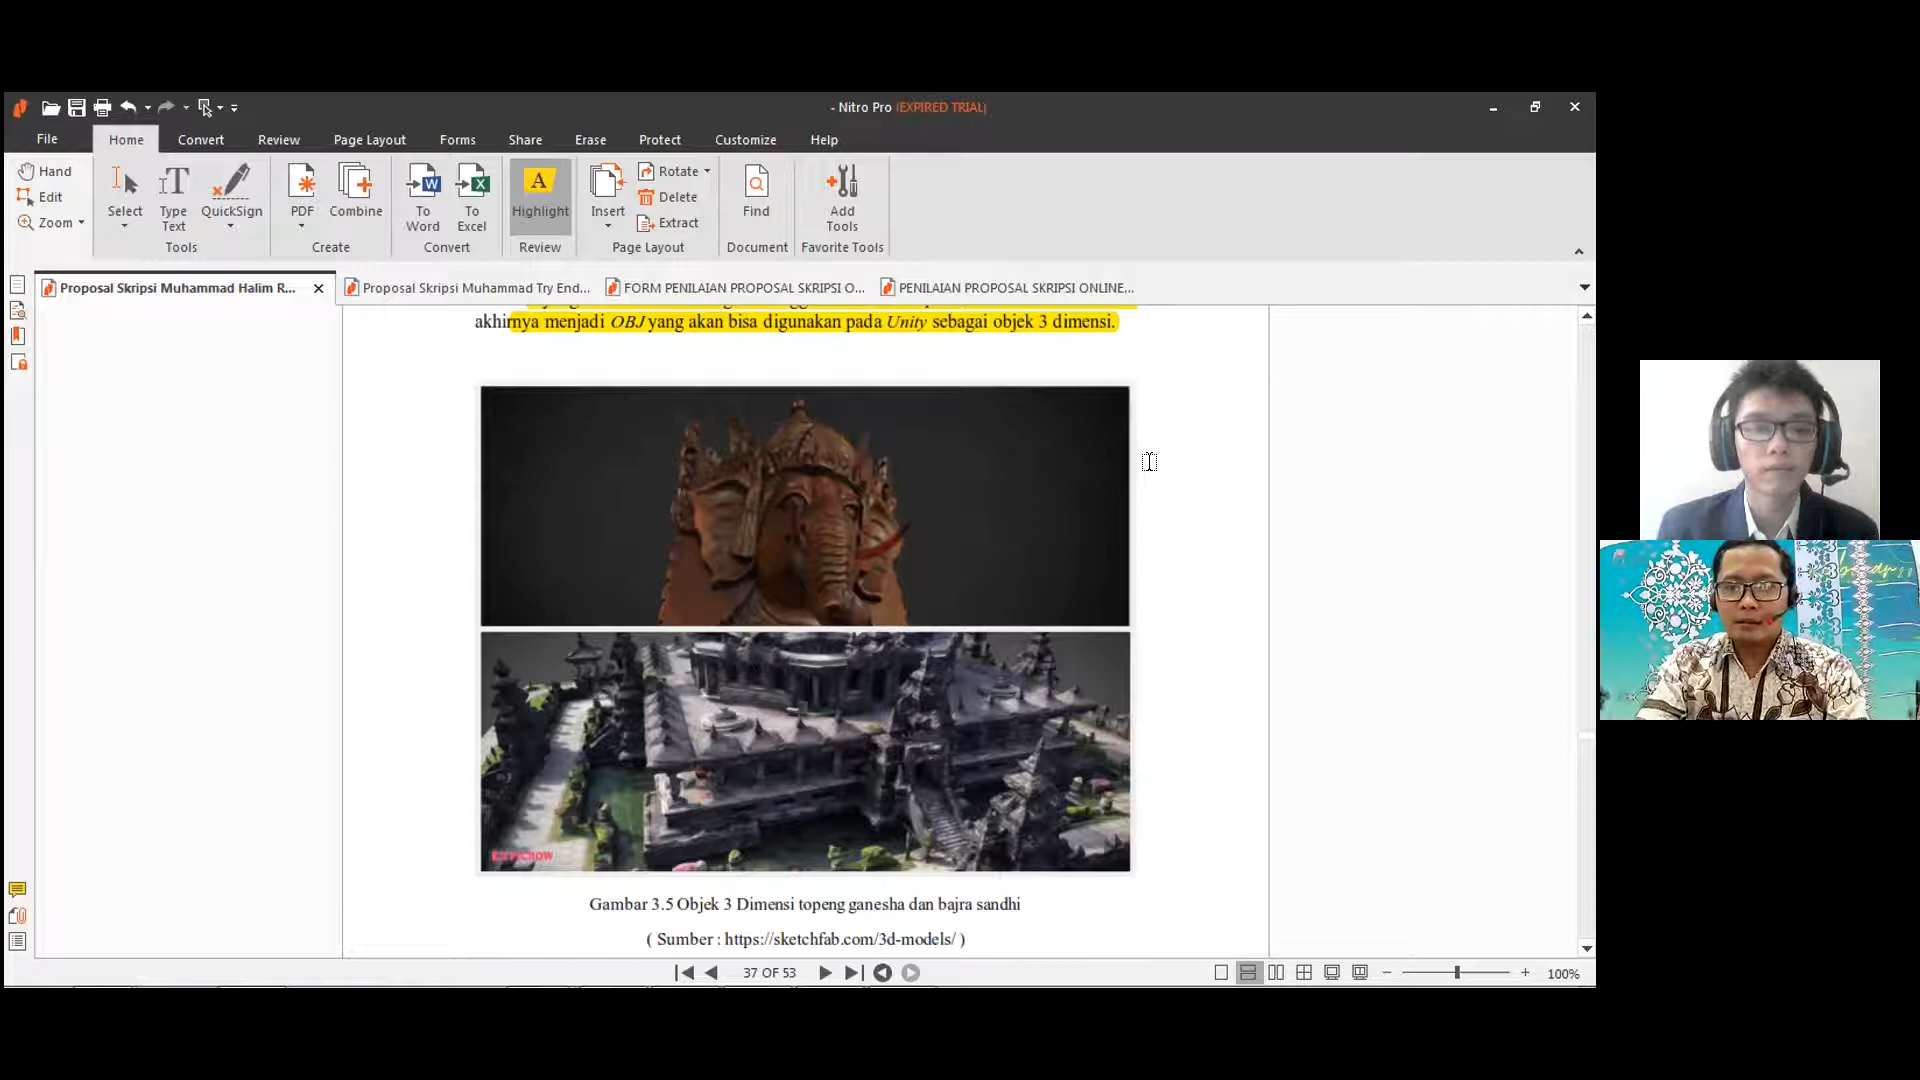 - Nitro Pro (EXPIRED TRIAL)
File Home Convert Review Page Layout Forms Share Erase Protect Customize Help
Hand
Edit
Zoom
Select
Type Text
QuickSign
Tools
PDF
Combine
Create
To Word
To Excel
Convert
A
Highlight
Review
Insert
Rotate
Delete
Extract
Page Layout
Find
Document
Add Tools
Favorite Tools
Proposal Skripsi Muhammad Halim R...
Proposal Skripsi Muhammad Try End...
FORM PENILAIAN PROPOSAL SKRIPSI O...
PENILAIAN PROPOSAL SKRIPSI ONLINE...
akhirnya menjadi OBJ yang akan bisa digunakan pada Unity sebagai objek 3 dimensi.
Gambar 3.5 Objek 3 Dimensi topeng ganesha dan bajra sandhi
( Sumber : https://sketchfab.com/3d-models/ )
37 OF 53
100%